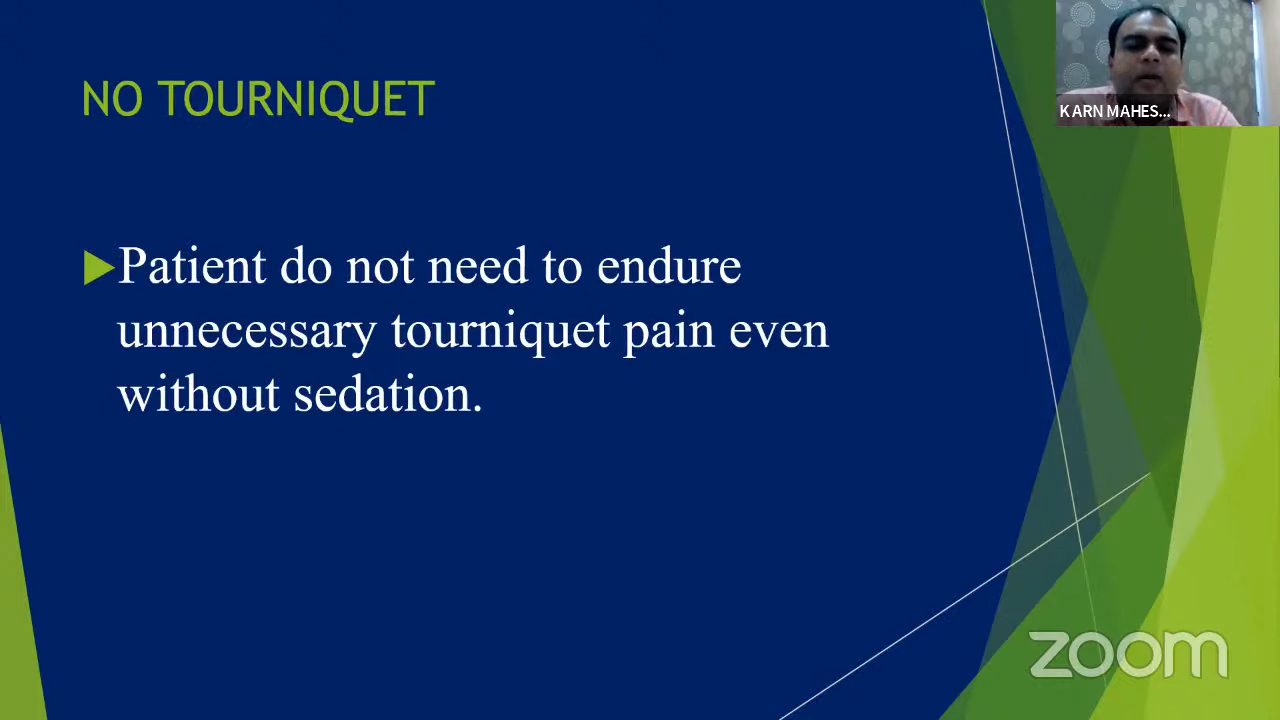 NO TOURNIQUET
KARN MAHES...
Patient do not need to endure
unnecessary tourniquet pain even
without sedation.
zoom